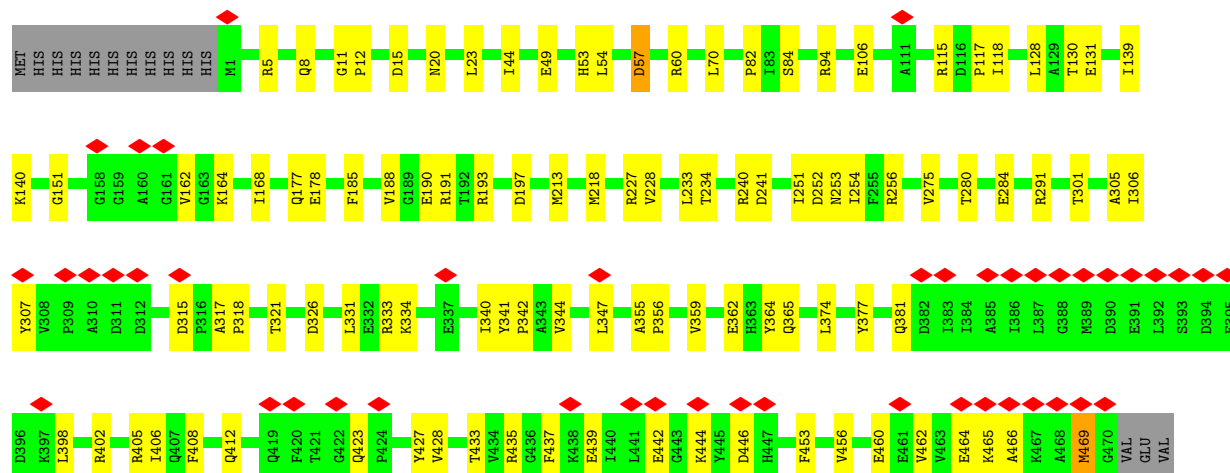 MET HIS HIS HIS HIS HIS HIS HIS HIS HIS M1 R5 Q8 G11 P12 D15 N20 L23 I44 E49 H53 L54 D57 R60 L70 P82 I83 S84 R94 E106 A111 R115 D116 P117 I118 L128 A129 T130 E131 I139
K140 G151 G158 G159 A160 G161 V162 G163 K164 I168 Q177 E178 F185 V188 G189 E190 R191 T192 R193 D197 M213 M218 R227 V228 L233 T234 R240 D241 I251 D252 N253 I254 F255 R256 V275 T280 E284 R291 T301 A305 I306
Y307 V308 P309 A310 D311 D312 D315 P316 A317 P318 T321 D326 L331 E332 R333 K334 E337 I340 Y341 P342 A343 V344 L347 A355 P356 V359 E362 H363 Y364 Q365 L374 Y377 Q381 D382 I383 I384 A385 I386 L387 G388 M389 D390 E391 L392 S393 D394
D396 K397 L398 R402 R405 I406 Q407 F408 Q412 Q419 F420 T421 G422 Q423 P424 Y427 V428 T433 V434 R435 G436 F437 K438 E439 I440 L441 E442 G443 K444 Y445 D446 H447 F453 V456 E460 E461 V462 V463 E464 K465 A466 K467 A468 M469 G470 VAL GLU VAL